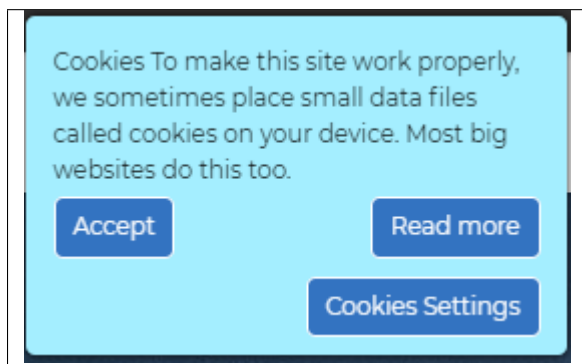 Cookies To make this site work properly,
we sometimes place small data files
called cookies on your device. Most big
websites do this too.
Accept
Read more
Cookies Settings